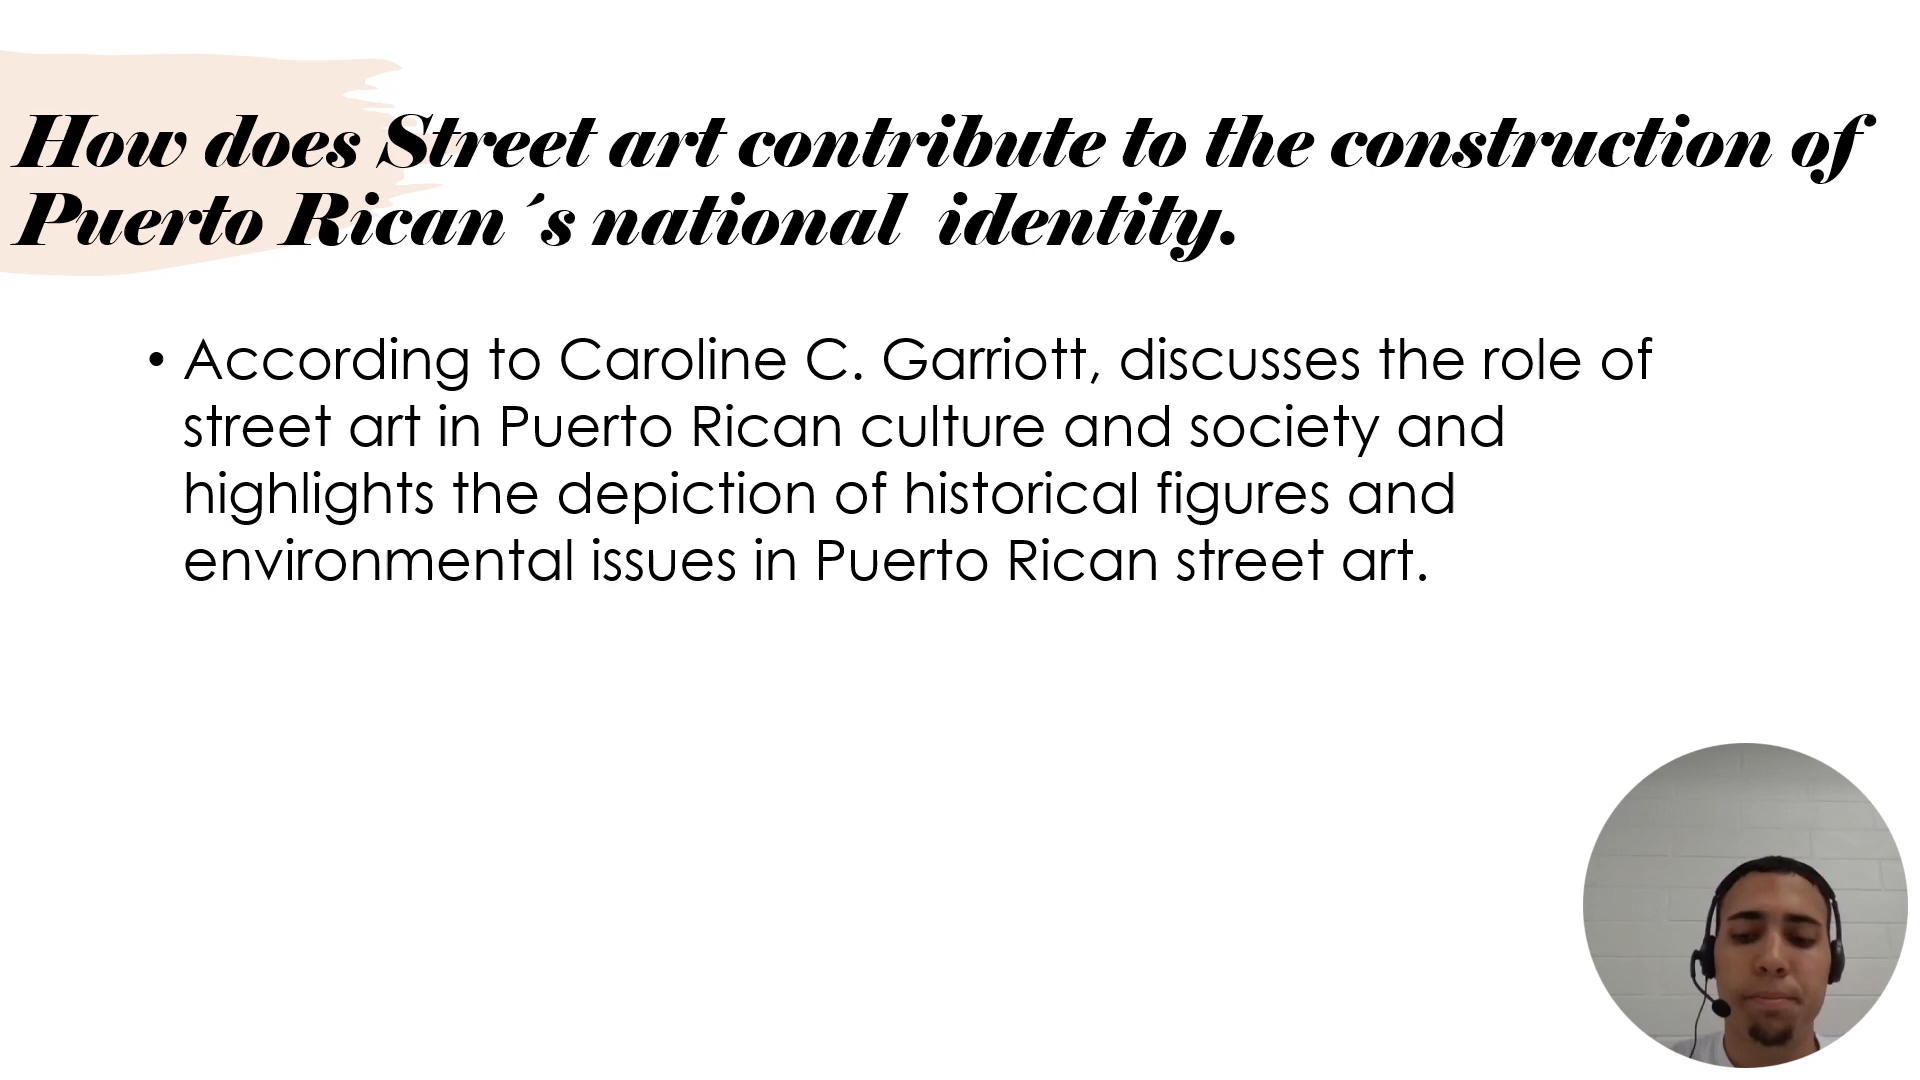 How does Street art contribute to the construction of
Puerto Rican´s national  identity.
• According to Caroline C. Garriott, discusses the role of
street art in Puerto Rican culture and society and
highlights the depiction of historical figures and
environmental issues in Puerto Rican street art.